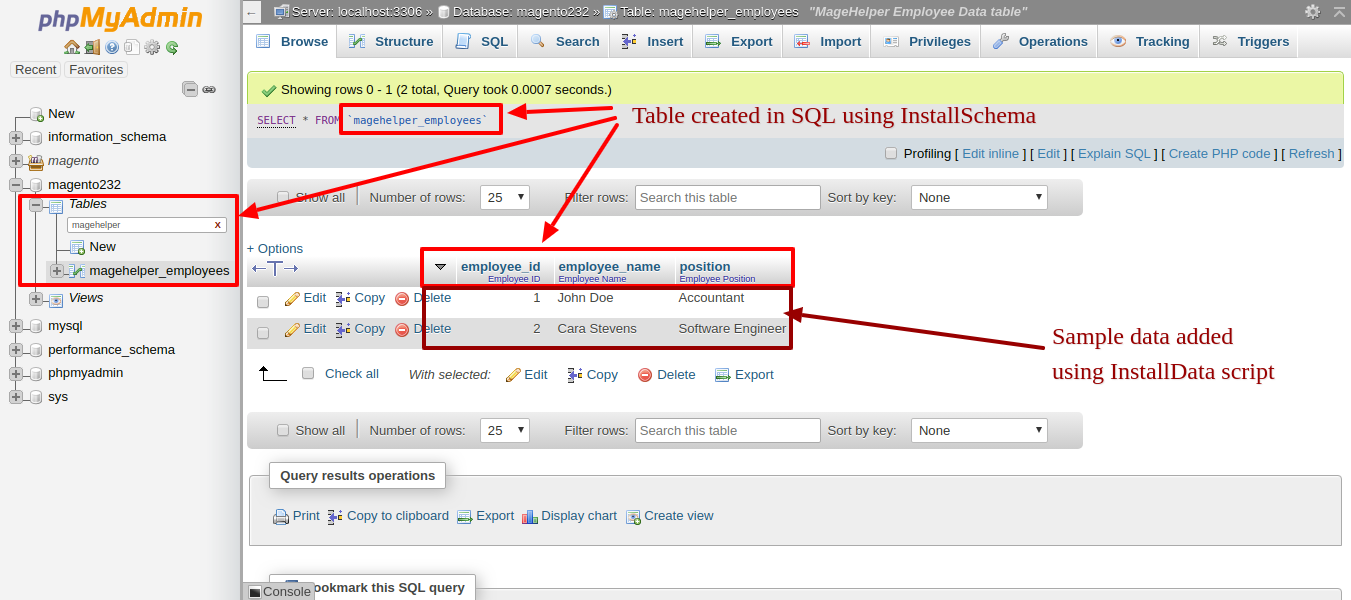 phpMyAdmin
Recent Favorites
New
information_schema
magento
magento232
Tables
magehelper X
New
magehelper_employees
Views
mysql
performance_schema
phpmyadmin
sys
← Server: localhost:3306 » Database: magento232 » Table: magehelper_employees "MageHelper Employee Data table"
Browse Structure SQL Search Insert Export Import Privileges Operations Tracking Triggers
Showing rows 0 - 1 (2 total, Query took 0.0007 seconds.)
SELECT * FROM `magehelper_employees`
Table created in SQL using InstallSchema
Profiling [ Edit inline ] [ Edit ] [ Explain SQL ] [ Create PHP code ] [ Refresh ]
Show all Number of rows: 25 Filter rows: Search this table Sort by key: None
+ Options
←T→ employee_id employee_name position
Employee ID Employee Name Employee Position
Edit Copy Delete 1 John Doe Accountant
Edit Copy Delete 2 Cara Stevens Software Engineer
Sample data added
using InstallData script
Check all With selected: Edit Copy Delete Export
Show all Number of rows: 25 Filter rows: Search this table Sort by key: None
Query results operations
Print Copy to clipboard Export Display chart Create view
ookmark this SQL query
Console